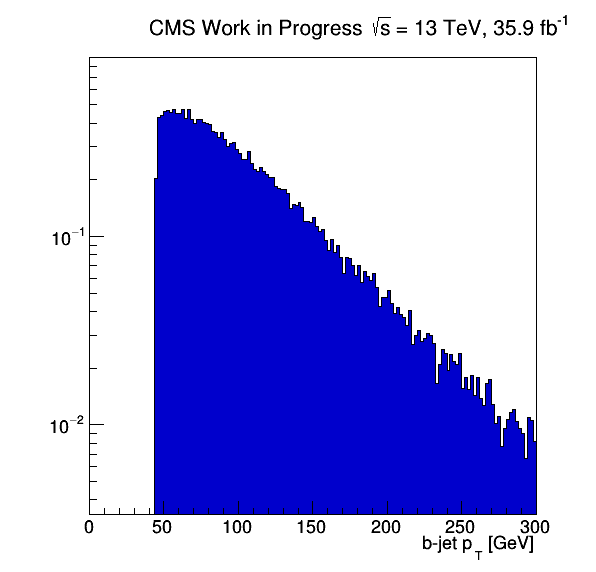 CMS Work in Progress √s = 13 TeV, 35.9 fb⁻¹
10⁻¹
10⁻²
0 50 100 150 200 250 300
b-jet p_T [GeV]